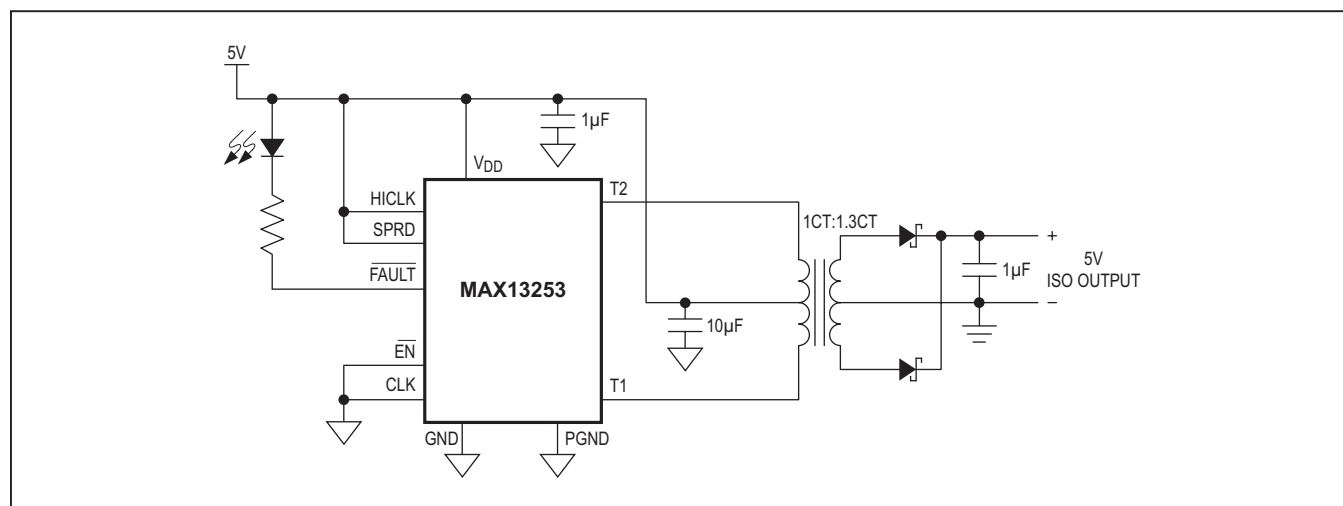 5V
1µF
VDD
HICLK
SPRD
FAULT
EN
CLK
MAX13253
T2
T1
GND
PGND
10µF
1CT:1.3CT
1µF
+
5V
ISO OUTPUT
−